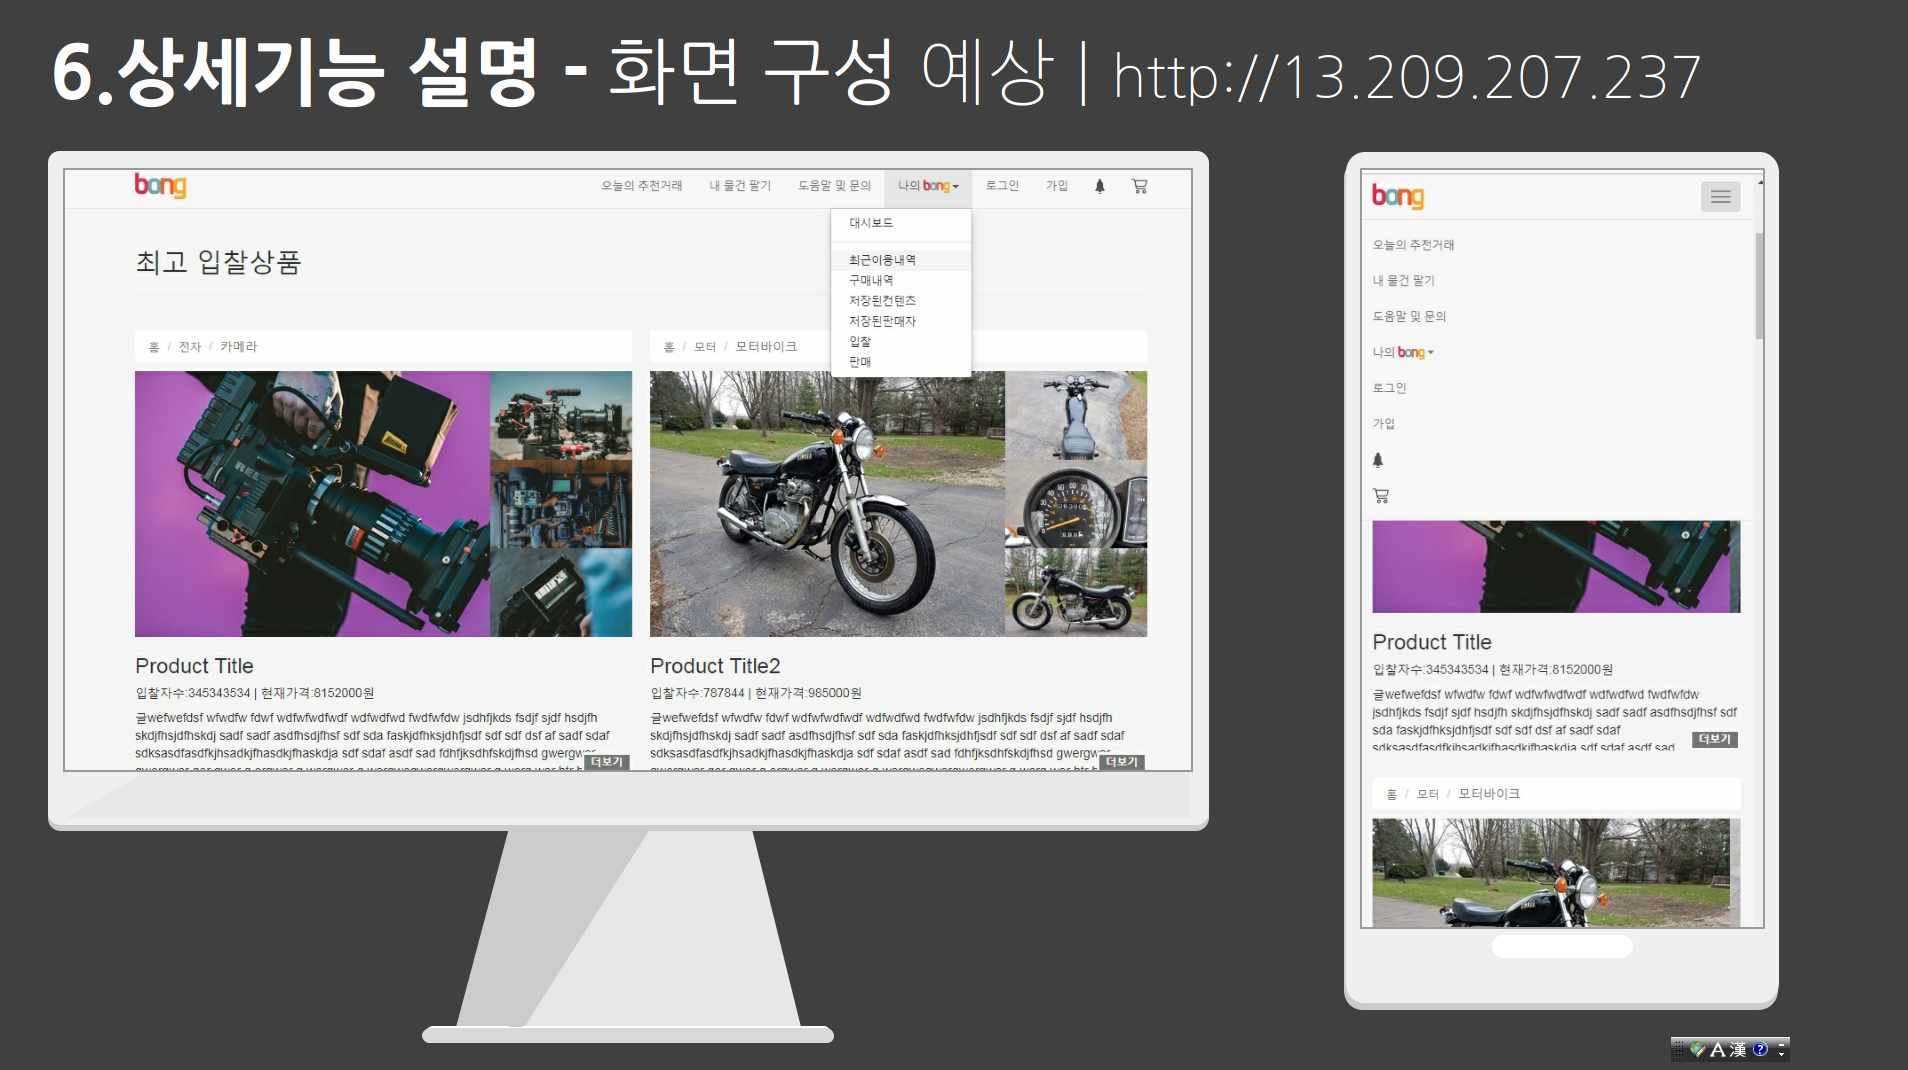 6.상세기능 설명 - 화면 구성 예상 | http://13.209.207.237
bong
오늘의 추천거래
내 물건 팔기
도움말 및 문의
나의 bong
로그인
가입
대시보드
최근이용내역
구매내역
저장된컨텐츠
저장된판매자
입찰
판매
최고 입찰상품
홈 / 전자 / 카메라
Product Title
입찰자수:345343534 | 현재가격:8152000원
글wefwefdsf wfwdfw fdwf wdfwfwdfwdf wdfwdfwd fwdfwfdw jsdhfjkds fsdjf sjdf hsdjfh
skdjfhsjdfhskdj sadf sadf asdfhsdjfhsf sdf sda faskjdfhksjdhfjsdf sdf sdf dsf af sadf sdaf
sdksasdfasdfkjhsadkjfhasdkjfhaskdja sdf sdaf asdf sad fdhfjksdhfskdjfhsd gwergwer
더보기
홈 / 모터 / 모터바이크
Product Title2
입찰자수:787844 | 현재가격:985000원
글wefwefdsf wfwdfw fdwf wdfwfwdfwdf wdfwdfwd fwdfwfdw jsdhfjkds fsdjf sjdf hsdjfh
skdjfhsjdfhskdj sadf sadf asdfhsdjfhsf sdf sda faskjdfhksjdhfjsdf sdf sdf dsf af sadf sdaf
sdksasdfasdfkjhsadkjfhasdkjfhaskdja sdf sdaf asdf sad fdhfjksdhfskdjfhsd gwergwer
더보기
bong
오늘의 추천거래
내 물건 팔기
도움말 및 문의
나의 bong
로그인
가입
Product Title
입찰자수:345343534 | 현재가격:8152000원
글wefwefdsf wfwdfw fdwf wdfwfwdfwdf wdfwdfwd fwdfwfdw
jsdhfjkds fsdjf sjdf hsdjfh skdjfhsjdfhskdj sadf sadf asdfhsdjfhsf sdf
sda faskjdfhksjdhfjsdf sdf sdf dsf af sadf sdaf
sdksasdfasdfkjhsadkjfhasdkjfhaskdja sdf sdaf asdf sad
더보기
홈 / 모터 / 모터바이크
A 漢 ?